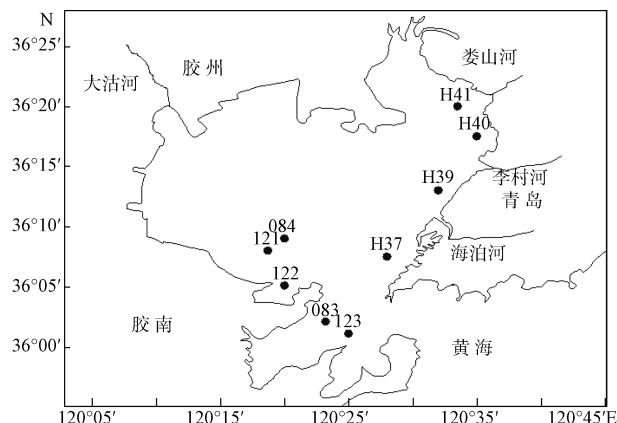 N
36°25′
娄山河
胶 州
大沽河
H41
36°20′
H40
36°15′
H39
李村河
青 岛
36°10′
084
121
H37
海泊河
122
36°05′
083
123
胶 南
36°00′
黄 海
120°05′ 120°15′ 120°25′ 120°35′ 120°45′E